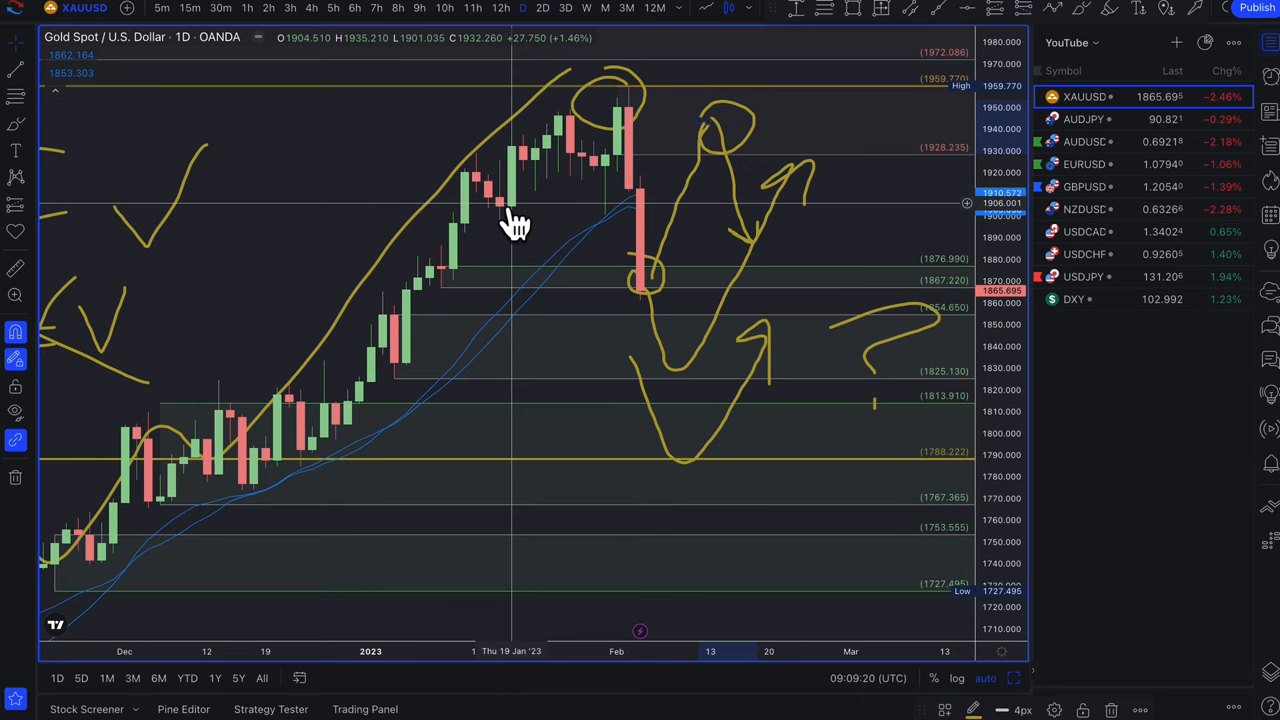 XAUUSD 5m 15m 30m 1h 2h 3h 4h 5h 6h 7h 8h 9h 10h 11h 12h D 2D 3D W M 3M 12M Publish
Gold Spot / U.S. Dollar · 1D · OANDA O1904.510 H1935.210 L1901.035 C1932.260 +27.750 (+1.46%)
1862.164
1853.303
(1972.086)
(1959.770)
High 1959.770
(1928.235)
(1876.990)
(1867.220)
(1854.650)
(1825.130)
(1813.910)
(1788.222)
(1767.365)
(1753.555)
(1727.495)
Low 1727.495
1980.000
1970.000
1950.000
1940.000
1930.000
1920.000
1910.572
1906.001
1900.000
1890.000
1880.000
1870.000
1865.695
1860.000
1850.000
1840.000
1830.000
1820.000
1810.000
1800.000
1790.000
1780.000
1770.000
1760.000
1750.000
1740.000
1720.000
1710.000
Dec 12 19 2023 1 Thu 19 Jan '23 Feb 13 20 Mar 13
1D 5D 1M 3M 6M YTD 1Y 5Y All 09:09:20 (UTC) % log auto
Stock Screener Pine Editor Strategy Tester Trading Panel 4px
YouTube
Symbol Last Chg%
XAUUSD 1865.695 −2.46%
AUDJPY 90.821 −0.29%
AUDUSD 0.69218 −2.18%
EURUSD 1.07940 −1.06%
GBPUSD 1.20540 −1.39%
NZDUSD 0.63266 −2.28%
USDCAD 1.34024 0.65%
USDCHF 0.92605 1.40%
USDJPY 131.206 1.94%
DXY 102.992 1.23%